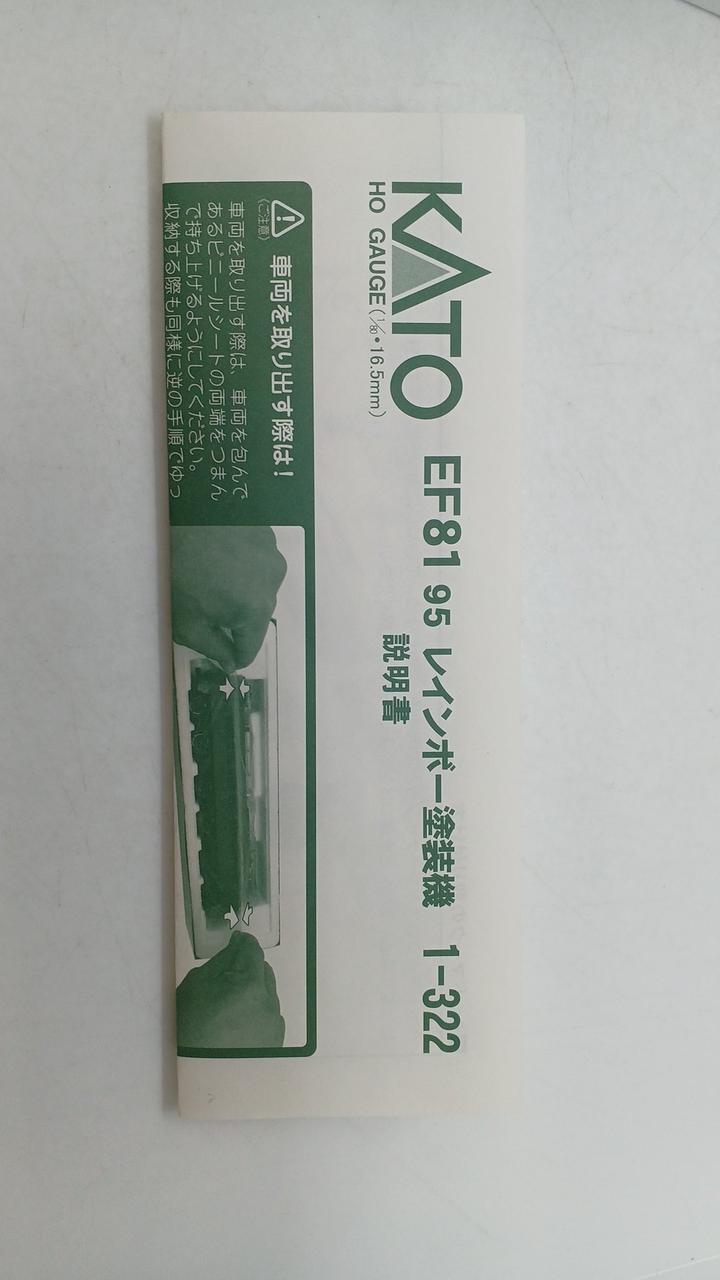 KATO
HO GAUGE(1/80・16.5mm)
EF81 95 レインボー塗装機 1-322
説明書
(ご注意)
車両を取り出す際は!
車両を取り出す際は、車両を包んで
あるビニールシートの両端をつまん
で持ち上げるようにしてください。
収納する際も同様に逆の手順でゆっ